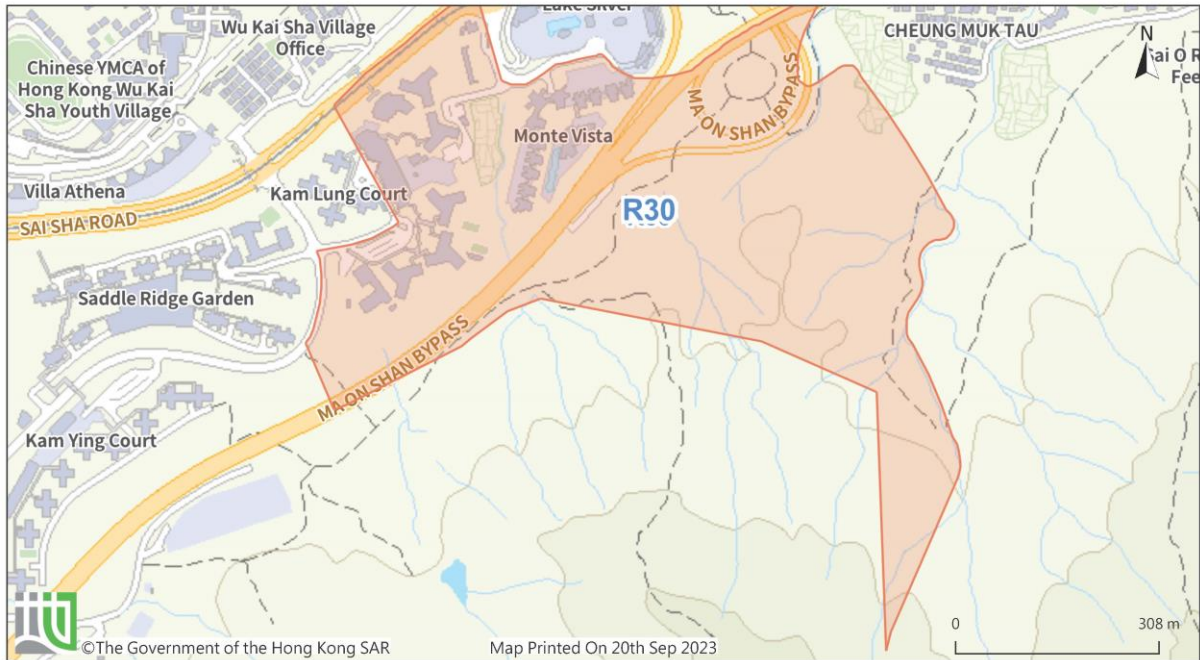 Lake Silver
Wu Kai Sha Village
Office
CHEUNG MUK TAU
N
Sai O R
Fee
Chinese YMCA of
Hong Kong Wu Kai
Sha Youth Village
MA ON SHAN BYPASS
Monte Vista
Villa Athena
Kam Lung Court
R30
SAI SHA ROAD
Saddle Ridge Garden
MA ON SHAN BYPASS
Kam Ying Court
0 308 m
©The Government of the Hong Kong SAR Map Printed On 20th Sep 2023